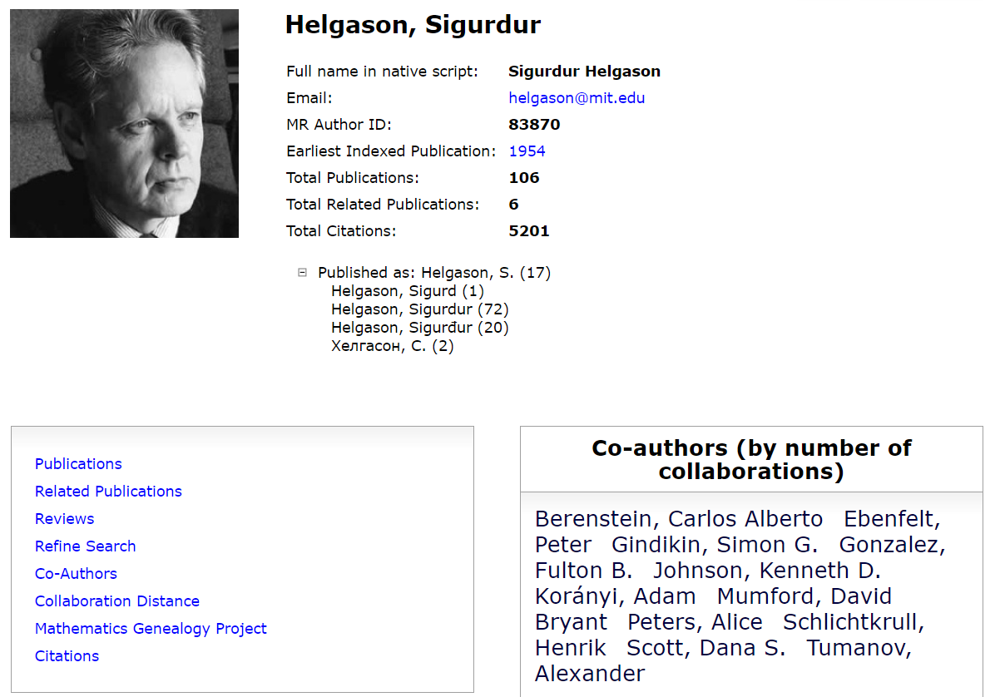 Helgason, Sigurdur
Full name in native script: Sigurdur Helgason
Email: helgason@mit.edu
MR Author ID: 83870
Earliest Indexed Publication: 1954
Total Publications: 106
Total Related Publications: 6
Total Citations: 5201
Published as: Helgason, S. (17)
Helgason, Sigurd (1)
Helgason, Sigurdur (72)
Helgason, Sigurđur (20)
Хелгасон, С. (2)
Publications
Related Publications
Reviews
Refine Search
Co-Authors
Collaboration Distance
Mathematics Genealogy Project
Citations
Co-authors (by number of
collaborations)
Berenstein, Carlos Alberto Ebenfelt,
Peter Gindikin, Simon G. Gonzalez,
Fulton B. Johnson, Kenneth D.
Korányi, Adam Mumford, David
Bryant Peters, Alice Schlichtkrull,
Henrik Scott, Dana S. Tumanov,
Alexander